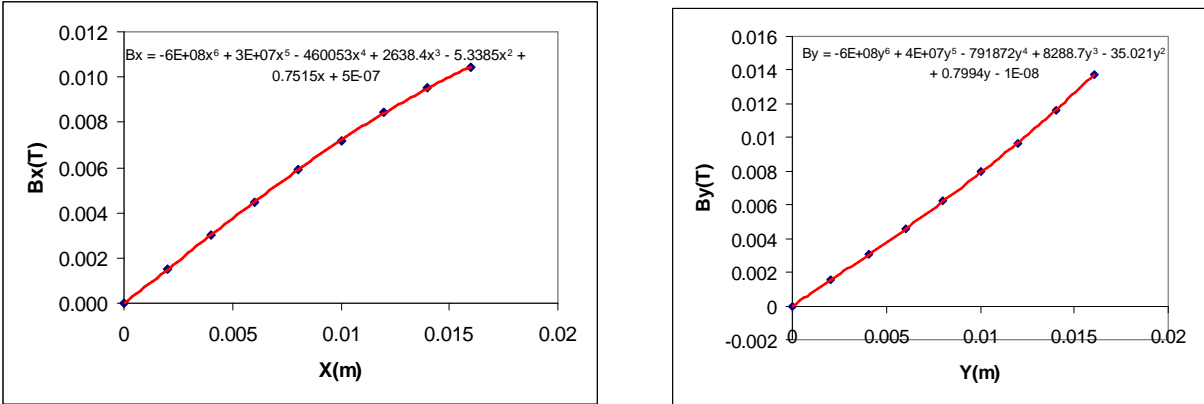 0.012
Bx = -6E+08x⁶ + 3E+07x⁵ - 460053x⁴ + 2638.4x³ - 5.3385x² +
0.7515x + 5E-07
0.010
0.008
0.006
0.004
0.002
0.000
Bx(T)
0 0.005 0.01 0.015 0.02
X(m)
0.016
By = -6E+08y⁶ + 4E+07y⁵ - 791872y⁴ + 8288.7y³ - 35.021y²
+ 0.7994y - 1E-08
0.014
0.012
0.01
0.008
0.006
0.004
0.002
0
-0.002
By(T)
0 0.005 0.01 0.015 0.02
Y(m)